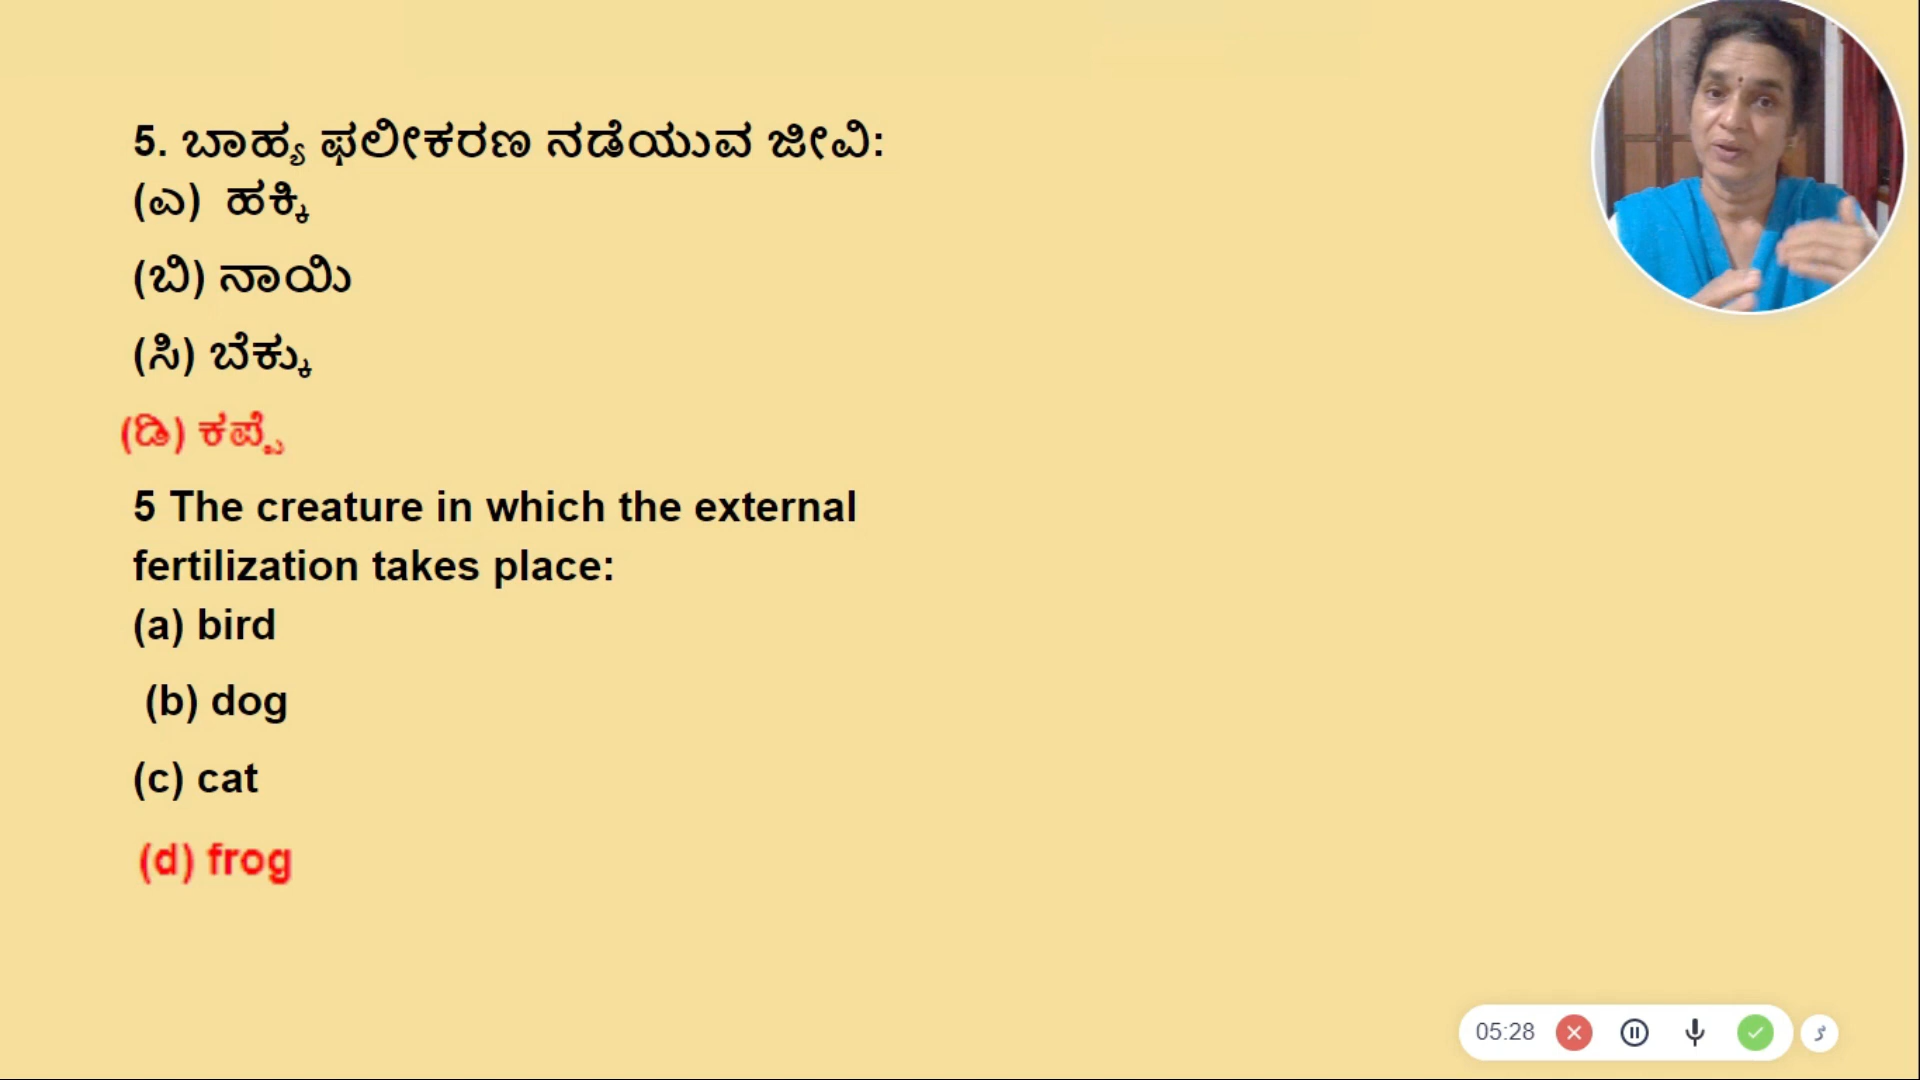 5. ಬಾಹ್ಯ ಫಲೀಕರಣ ನಡೆಯುವ ಜೀವಿ:
(ಎ) ಹಕ್ಕಿ
(ಬಿ) ನಾಯಿ
(ಸಿ) ಬೆಕ್ಕು
(ಡಿ) ಕಪ್ಪೆ
5 The creature in which the external
fertilization takes place:
(a) bird
(b) dog
(c) cat
(d) frog
05:28